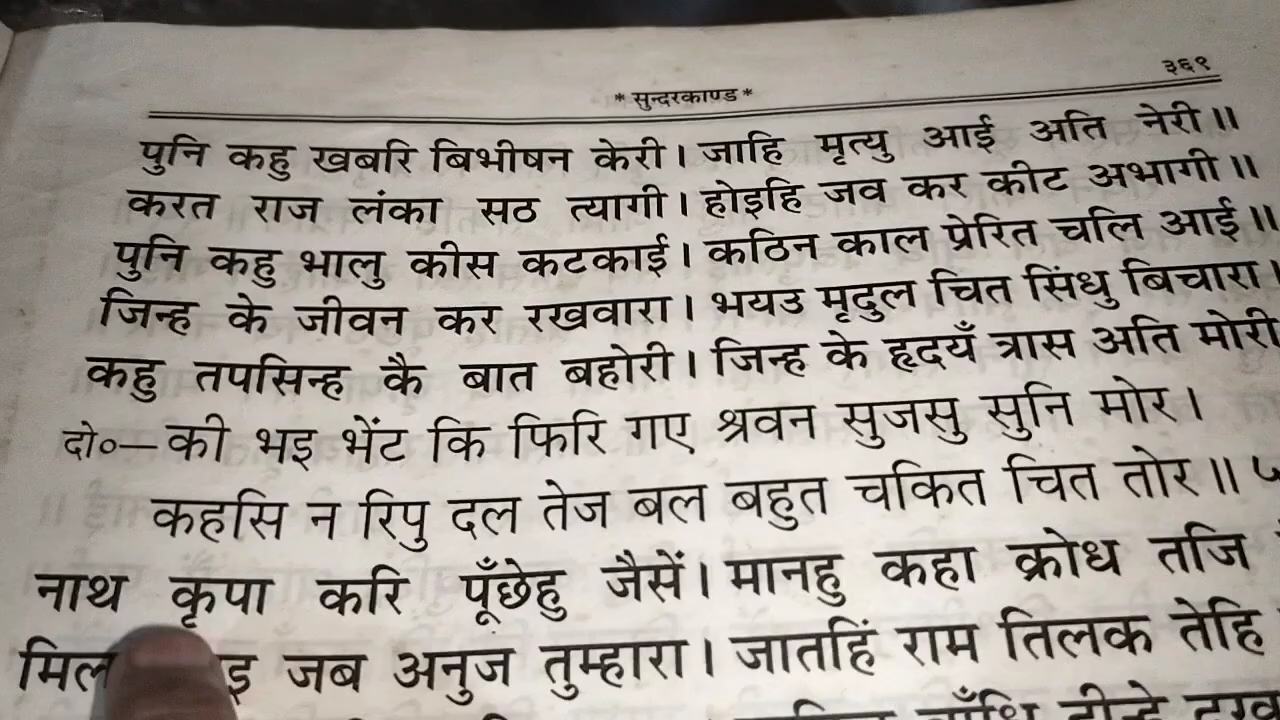 ३६९
* सुन्दरकाण्ड *
पुनि कहु खबरि बिभीषन केरी। जाहि मृत्यु आई अति नेरी॥
करत राज लंका सठ त्यागी। होइहि जव कर कीट अभागी॥
पुनि कहु भालु कीस कटकाई। कठिन काल प्रेरित चलि आई॥
जिन्ह के जीवन कर रखवारा। भयउ मृदुल चित सिंधु बिचारा।
कहु तपसिन्ह कै बात बहोरी। जिन्ह के हृदयँ त्रास अति मोरी
दो०—की भइ भेंट कि फिरि गए श्रवन सुजसु सुनि मोर।
कहसि न रिपु दल तेज बल बहुत चकित चित तोर॥
नाथ कृपा करि पूँछेहु जैसें। मानहु कहा क्रोध तजि
जब अनुज तुम्हारा। जातहिं राम तिलक तेहि